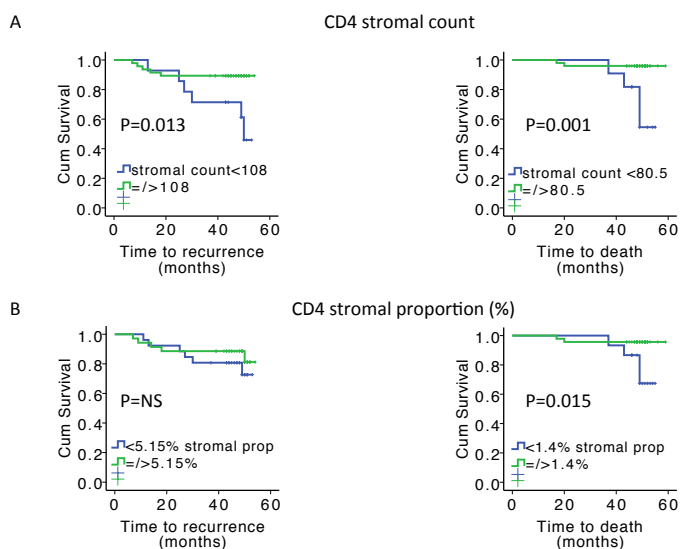 A
CD4 stromal count
Cum Survival
1.0
0.8
0.6
0.4
0.2
0.0
P=0.013
stromal count<108
=/>108
0 20 40 60
Time to recurrence
(months)
Cum Survival
1.0
0.8
0.6
0.4
0.2
0.0
P=0.001
stromal count <80.5
=/>80.5
0 20 40 60
Time to death
(months)
B
CD4 stromal proportion (%)
Cum Survival
1.0
0.8
0.6
0.4
0.2
0.0
P=NS
<5.15% stromal prop
=/>5.15%
0 20 40 60
Time to recurrence
(months)
Cum Survival
1.0
0.8
0.6
0.4
0.2
0.0
P=0.015
<1.4% stromal prop
=/>1.4%
0 20 40 60
Time to death
(months)